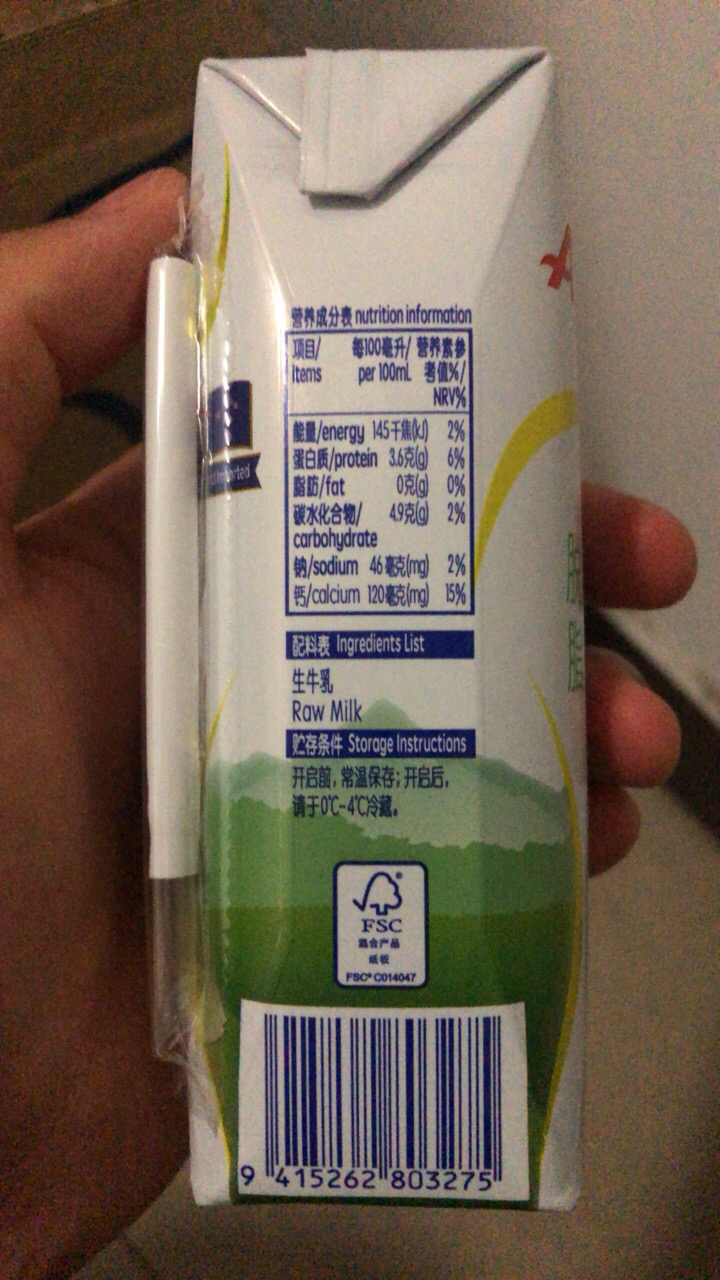 营养成分表 nutrition information
项目/ 每100毫升/ 营养素参
Items per 100mL 考值%/
NRV%
能量/energy 145千焦(kJ) 2%
蛋白质/protein 3.6克(g) 6%
脂肪/fat 0克(g) 0%
碳水化合物/ 4.9克(g) 2%
carbohydrate
钠/sodium 46毫克(mg) 2%
钙/calcium 120毫克(mg) 15%
配料表 Ingredients List
生牛乳
Raw Milk
贮存条件 Storage Instructions
开启前，常温保存；开启后，
请于0℃-4℃冷藏。
FSC
混合产品
纸板
FSC® C014047
9 415262 803275
脱
脂